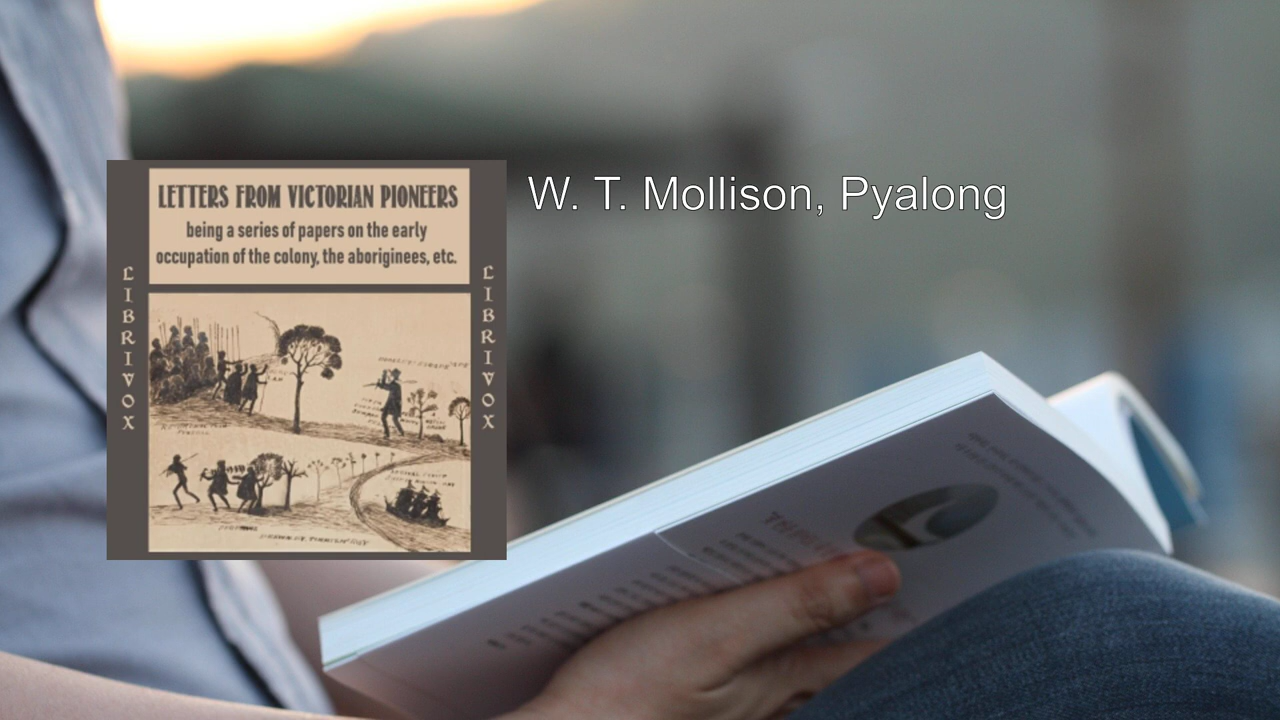 LETTERS FROM VICTORIAN PIONEERS
being a series of papers on the early
occupation of the colony, the aboriginees, etc.
LIBRIVOX
LIBRIVOX
W. T. Mollison, Pyalong